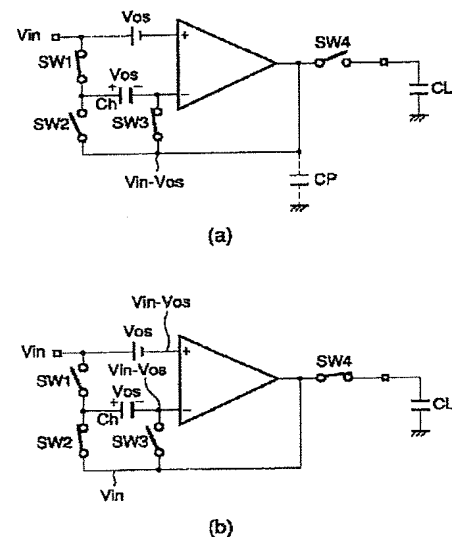 Vin
Vos
+
SW4
SW1
Vos
+
−
−
CL
Ch
SW2
SW3
Vin-Vos
CP
(a)
Vin-Vos
Vos
Vin
+
Vin-Vos
SW4
SW1
Vos
+
−
−
CL
Ch
SW2
SW3
Vin
(b)